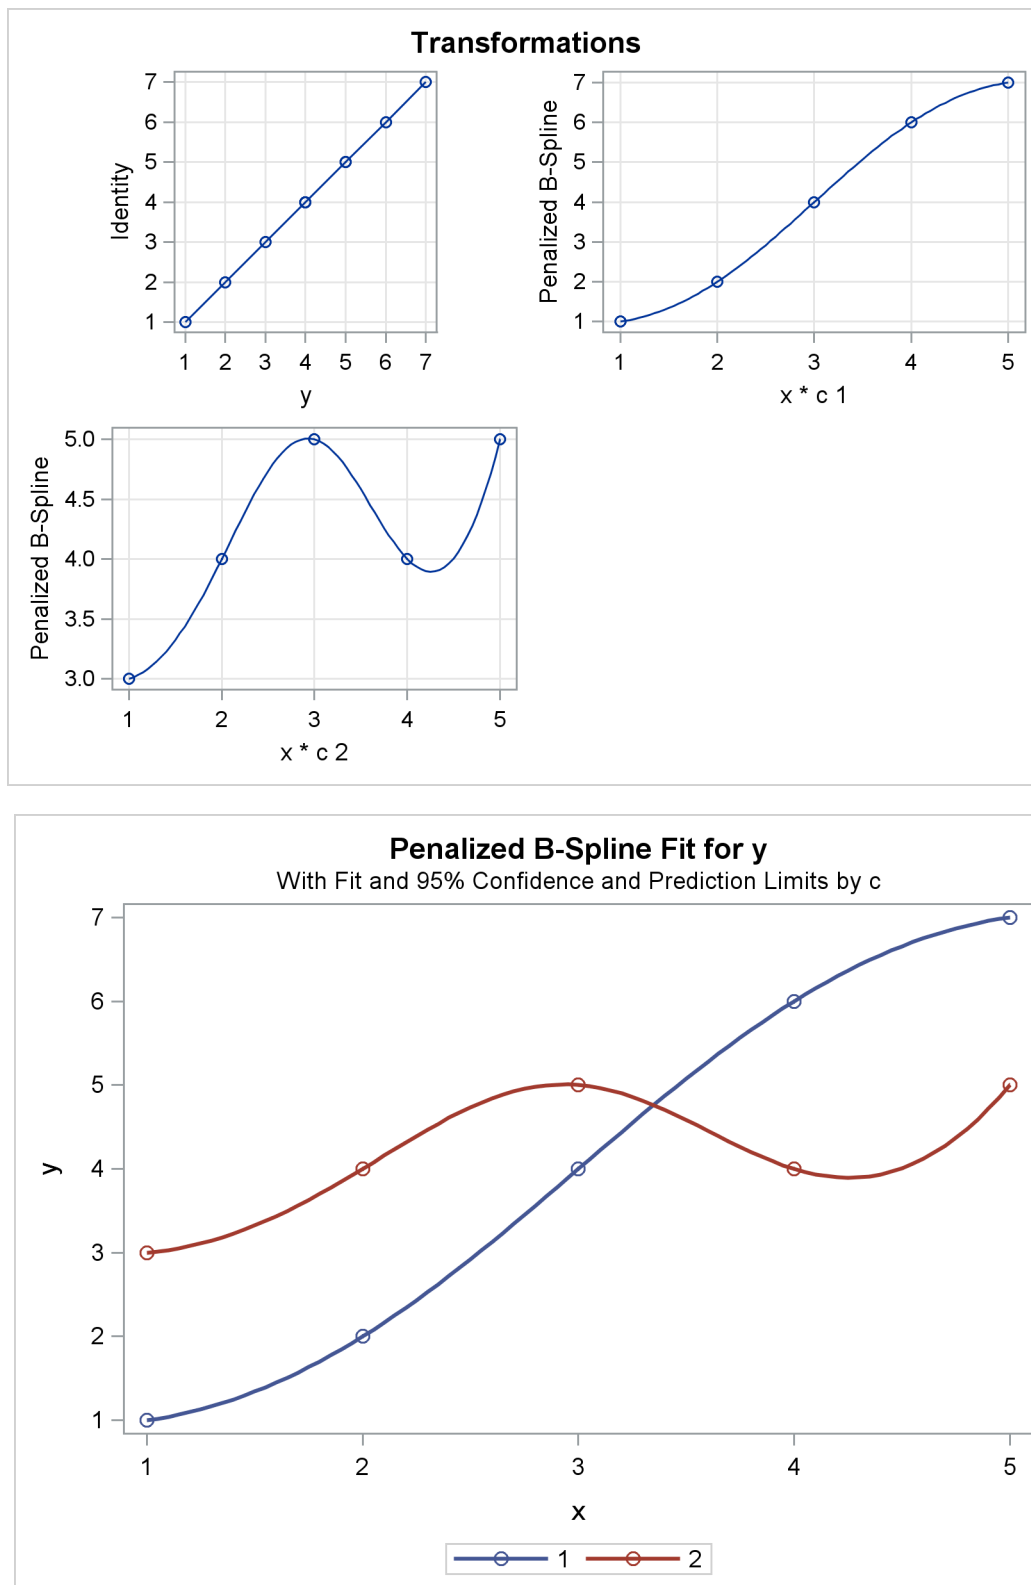 Transformations
7
6
5
4
3
2
1
Identity
1 2 3 4 5 6 7
y
7
6
5
4
3
2
1
Penalized B-Spline
1 2 3 4 5
x * c 1
5.0
4.5
4.0
3.5
3.0
Penalized B-Spline
1 2 3 4 5
x * c 2
Penalized B-Spline Fit for y
With Fit and 95% Confidence and Prediction Limits by c
7
6
5
4
3
2
1
y
1 2 3 4 5
x
1 2